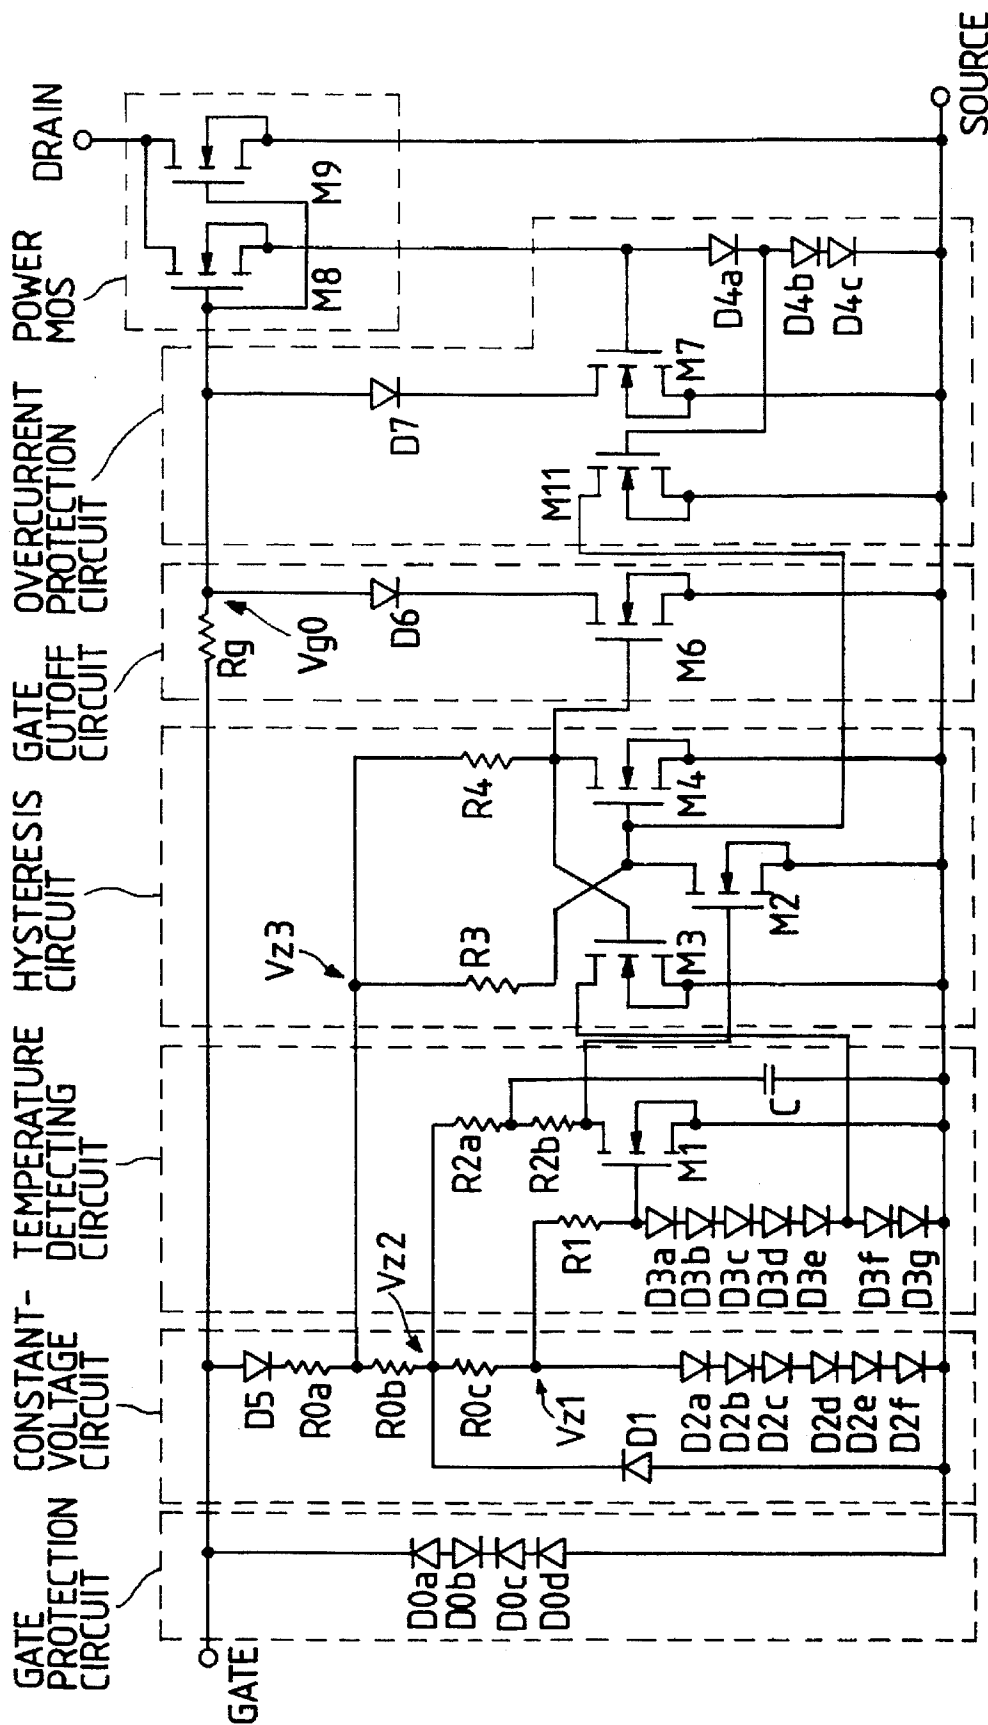 GATE
PROTECTION
CIRCUIT
CONSTANT-
VOLTAGE
CIRCUIT
TEMPERATURE
DETECTING
CIRCUIT
HYSTERESIS
CIRCUIT
GATE
CUTOFF
CIRCUIT
OVERCURRENT
PROTECTION
CIRCUIT
POWER
MOS
DRAIN
GATE
SOURCE
D0a
D0b
D0c
D0d
D5
R0a
R0b
R0c
Vz2
Vz1
D1
D2a
D2b
D2c
D2d
D2e
D2f
R1
R2a
R2b
M1
C
D3a
D3b
D3c
D3d
D3e
D3f
D3g
Vz3
R3
R4
M3
M2
M4
Rg
Vg0
D6
M6
D7
M11
M7
D4a
D4b
D4c
M8
M9